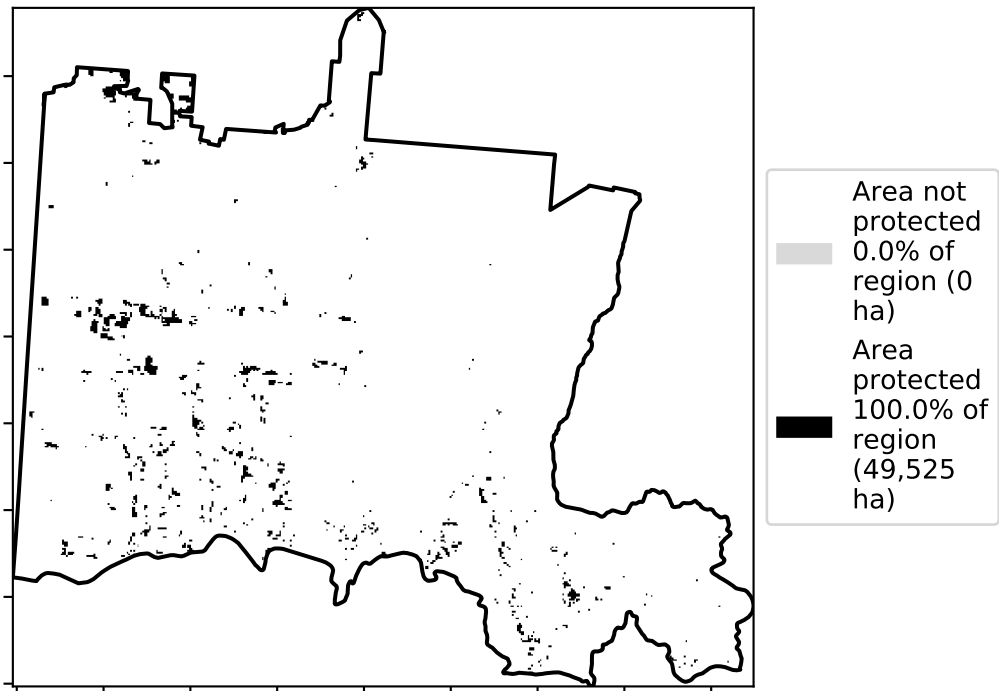 Area not
protected
0.0% of
region (0
ha)
Area
protected
100.0% of
region
(49,525
ha)